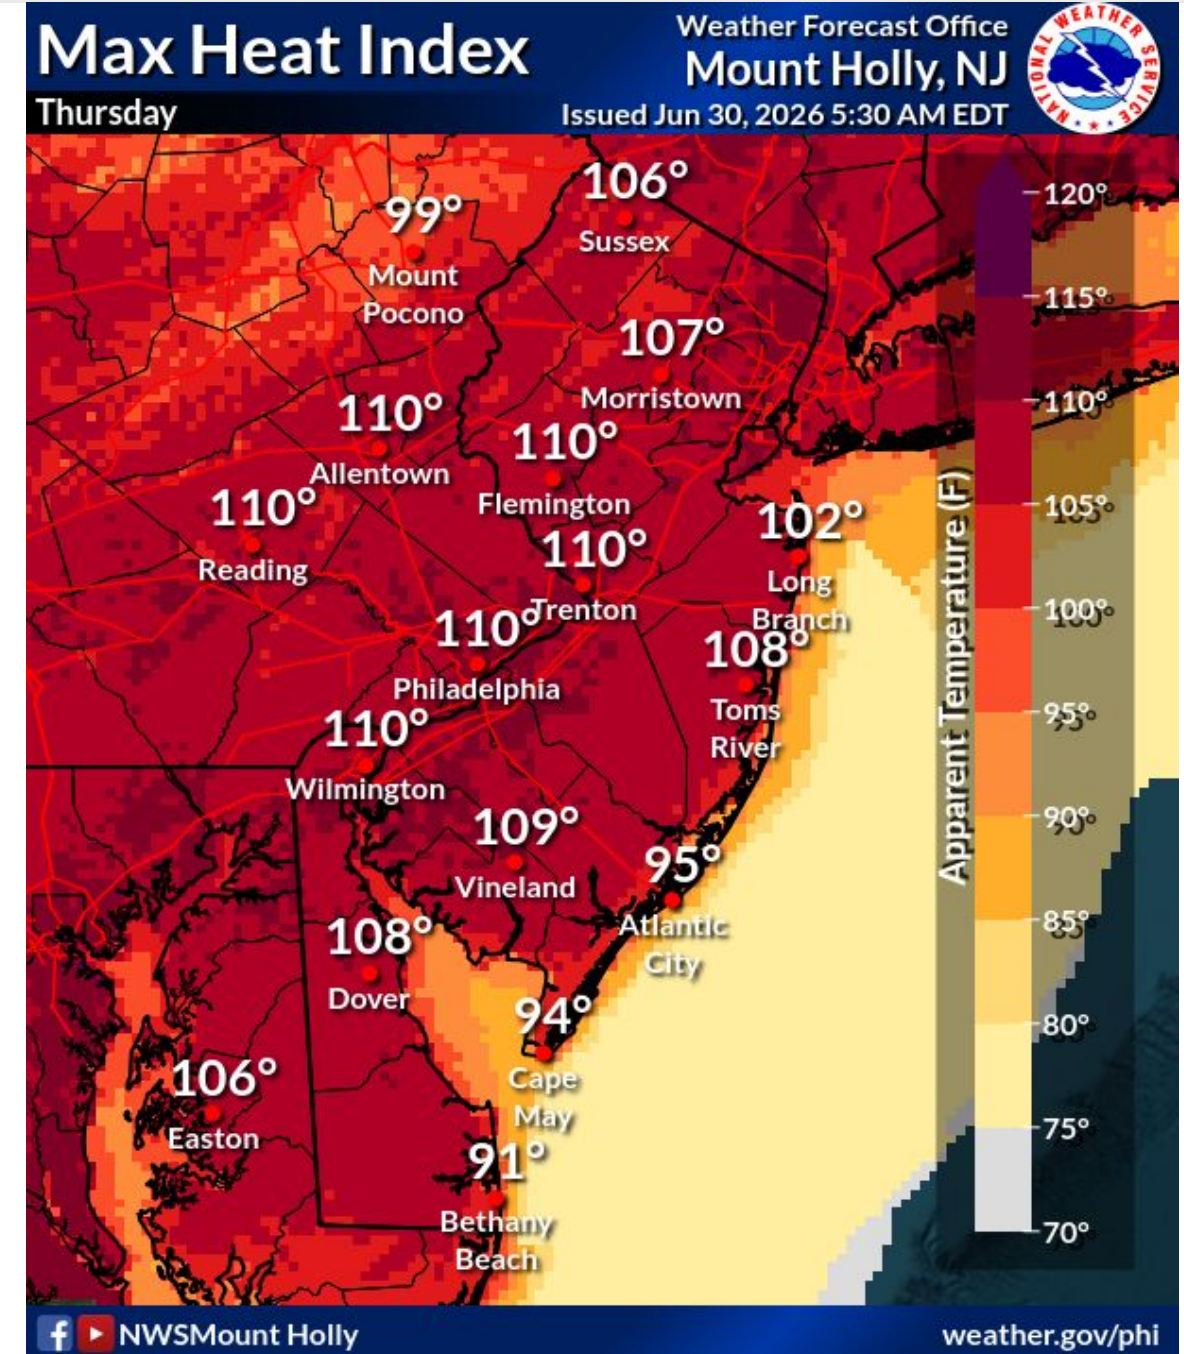 Max Heat Index
Thursday
Weather Forecast Office
Mount Holly, NJ
Issued Jun 30, 2026 5:30 AM EDT
NATIONAL WEATHER SERVICE
106°
Sussex
99°
Mount
Pocono
107°
Morristown
110°
Allentown
110°
Flemington
110°
Reading
102°
Long
Branch
110°
Trenton
110°
Philadelphia
108°
Toms
River
110°
Wilmington
109°
Vineland
95°
Atlantic
City
108°
Dover
94°
Cape
May
106°
Easton
91°
Bethany
Beach
Apparent Temperature (F)
120°
115°
110°
105°
100°
95°
90°
85°
80°
75°
70°
NWSMount Holly
weather.gov/phi